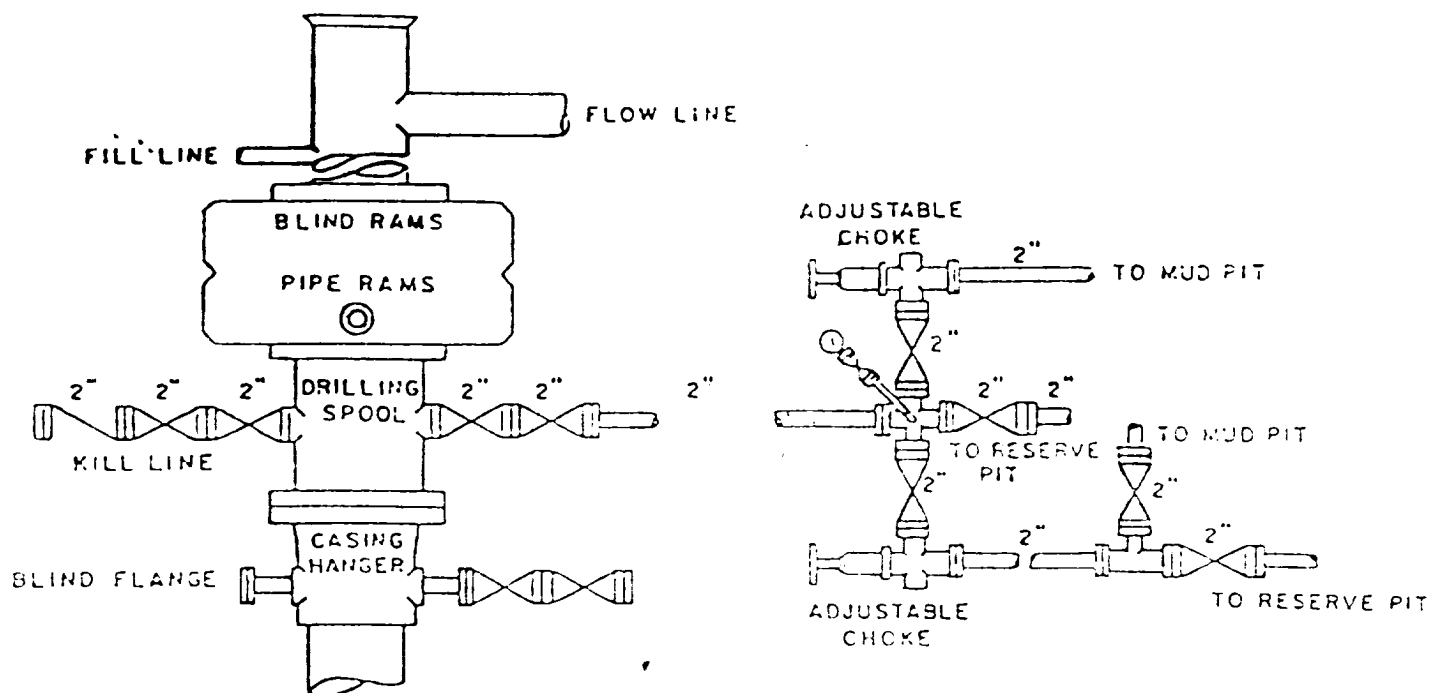 FLOW LINE
FILL LINE
BLIND RAMS
PIPE RAMS
2" 2" 2" DRILLING 2" 2" 2"
SPOOL
KILL LINE
CASING
HANGER
BLIND FLANGE
ADJUSTABLE
CHOKE
2"
TO MUD PIT
2"
2" 2"
TO RESERVE
PIT
TO MUD PIT
2"
2"
2"
2"
TO RESERVE PIT
ADJUSTABLE
CHOKE